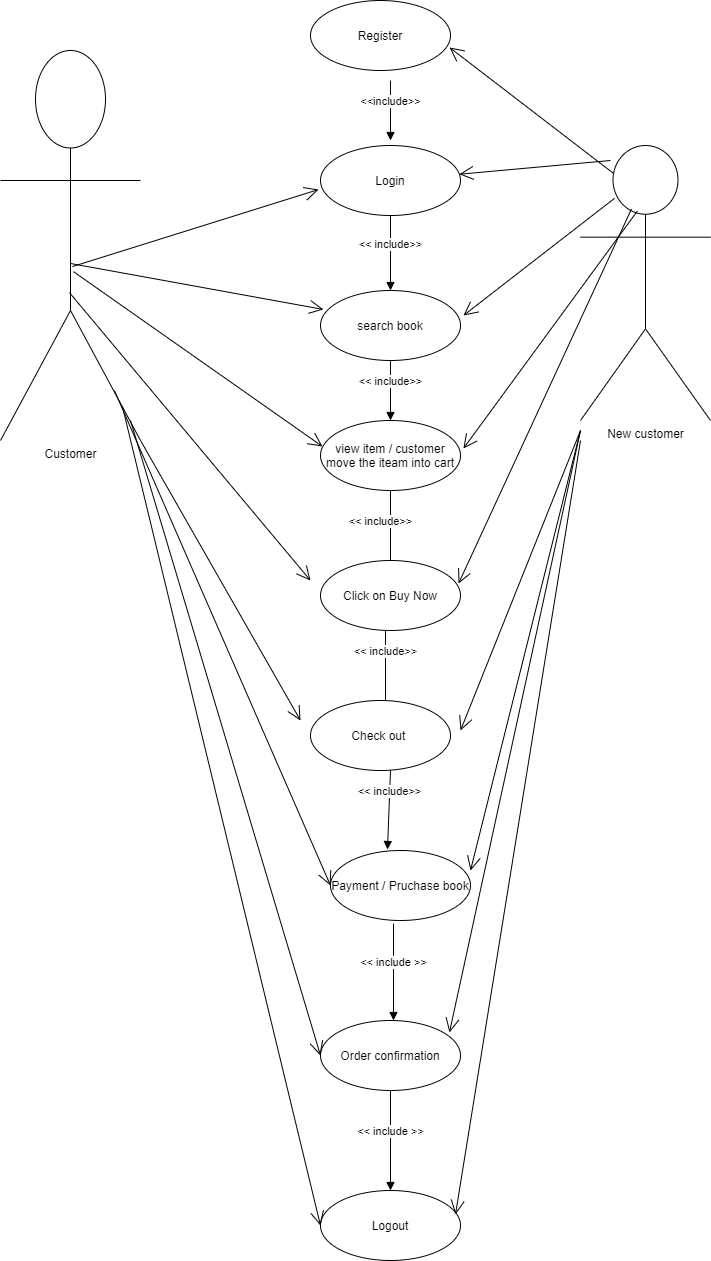 Register
<<include>>
Login
<< include>>
search book
<< include>>
view item / customer
move the iteam into cart
New customer
Customer
<< include>>
Click on Buy Now
<< include>>
Check out
<< include>>
Payment / Pruchase book
<< include >>
Order confirmation
<< include >>
Logout